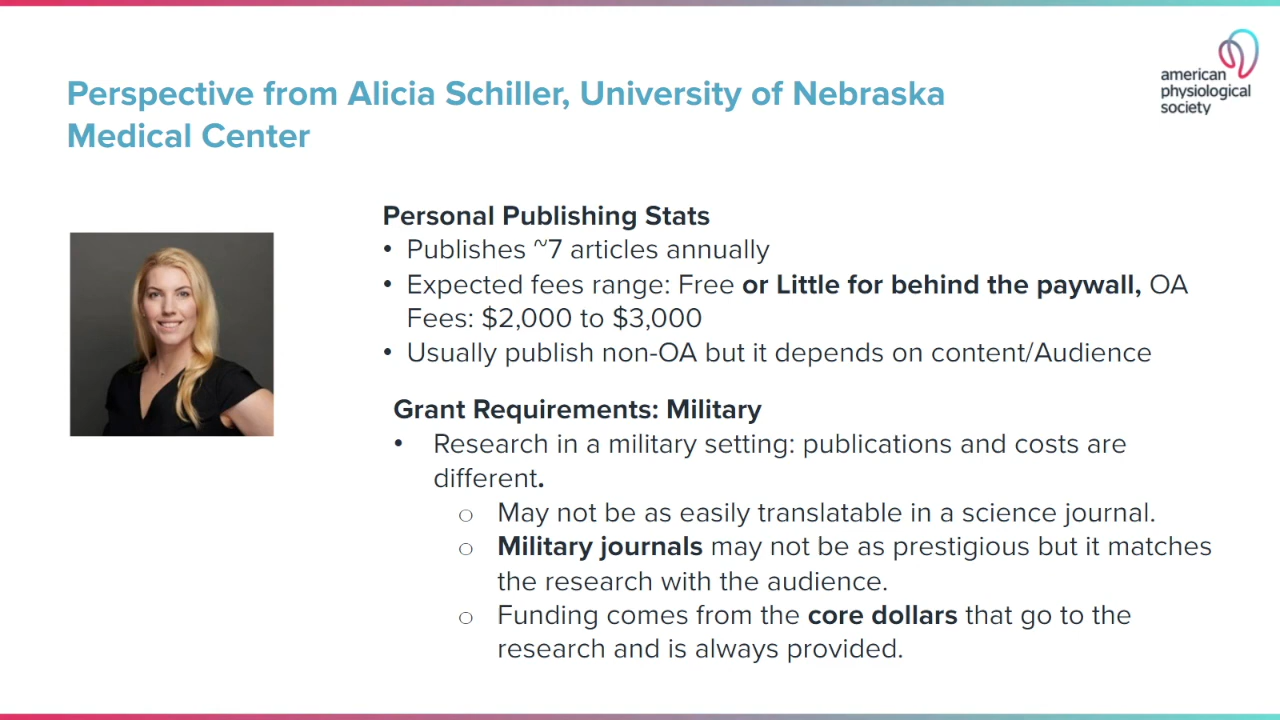 american
physiological
society
Perspective from Alicia Schiller, University of Nebraska
Medical Center
Personal Publishing Stats
• Publishes ~7 articles annually
• Expected fees range: Free or Little for behind the paywall, OA
Fees: $2,000 to $3,000
• Usually publish non-OA but it depends on content/Audience
Grant Requirements: Military
• Research in a military setting: publications and costs are
different.
○ May not be as easily translatable in a science journal.
○ Military journals may not be as prestigious but it matches
the research with the audience.
○ Funding comes from the core dollars that go to the
research and is always provided.